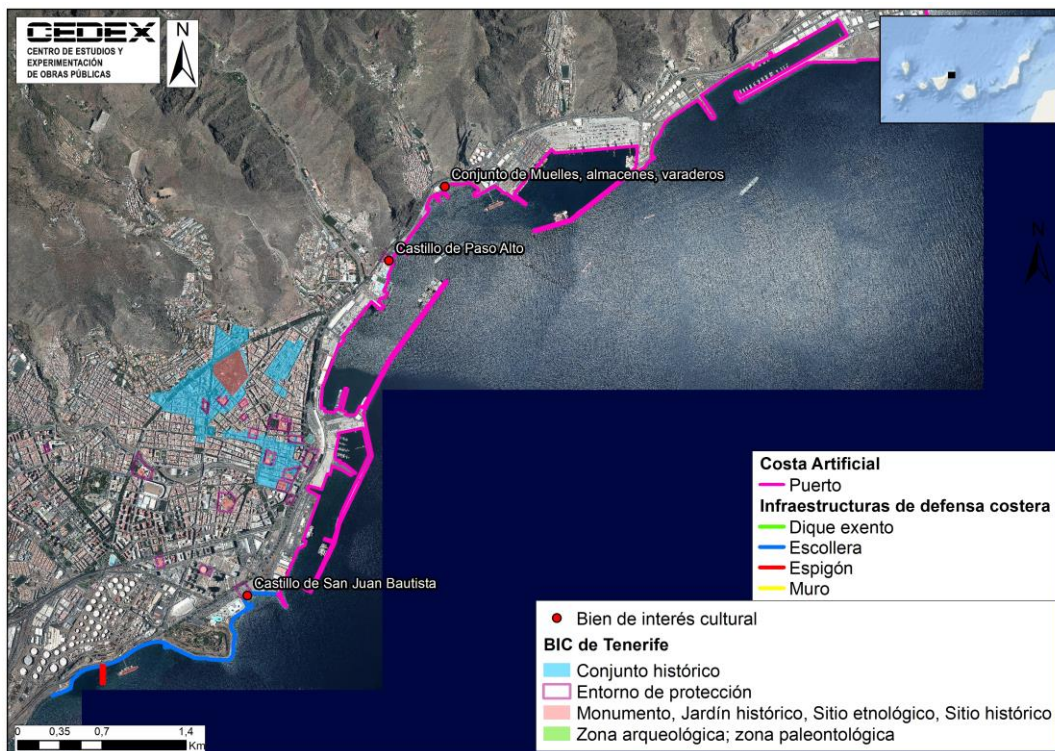 CEDEX
CENTRO DE ESTUDIOS Y
EXPERIMENTACIÓN
DE OBRAS PÚBLICAS
N
Conjunto de Muelles, almacenes, varaderos
Castillo de Paso Alto
N
Castillo de San Juan Bautista
Costa Artificial
Puerto
Infraestructuras de defensa costera
Dique exento
Escollera
Espigón
Muro
Bien de interés cultural
BIC de Tenerife
Conjunto histórico
Entorno de protección
Monumento, Jardín histórico, Sitio etnológico, Sitio histórico
Zona arqueológica; zona paleontológica
0 0,35 0,7 1,4
Km